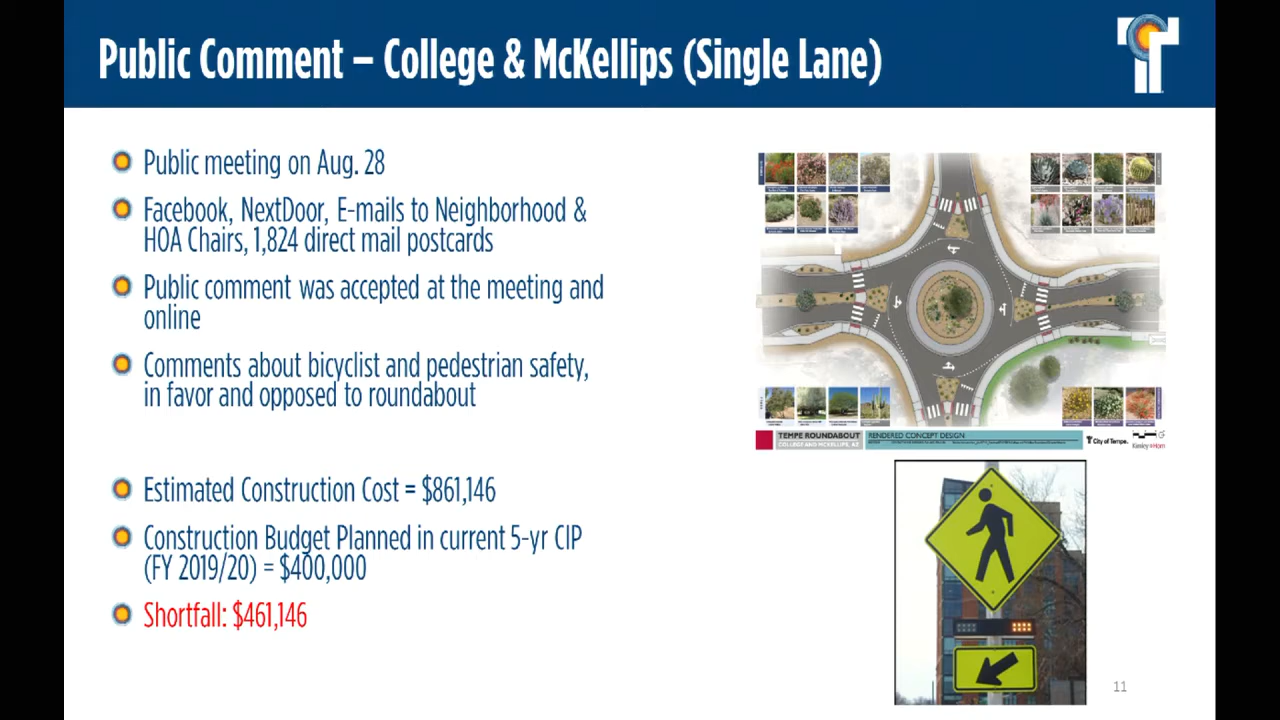 Public Comment – College & McKellips (Single Lane)
Public meeting on Aug. 28
Facebook, NextDoor, E-mails to Neighborhood &
HOA Chairs, 1,824 direct mail postcards
Public comment was accepted at the meeting and
online
Comments about bicyclist and pedestrian safety,
in favor and opposed to roundabout
Estimated Construction Cost = $861,146
Construction Budget Planned in current 5-yr CIP
(FY 2019/20) = $400,000
Shortfall: $461,146
TEMPE ROUNDABOUT
COLLEGE AND MCKELLIPS, AZ
RENDERED CONCEPT DESIGN
City of Tempe
Kimley»Horn
11